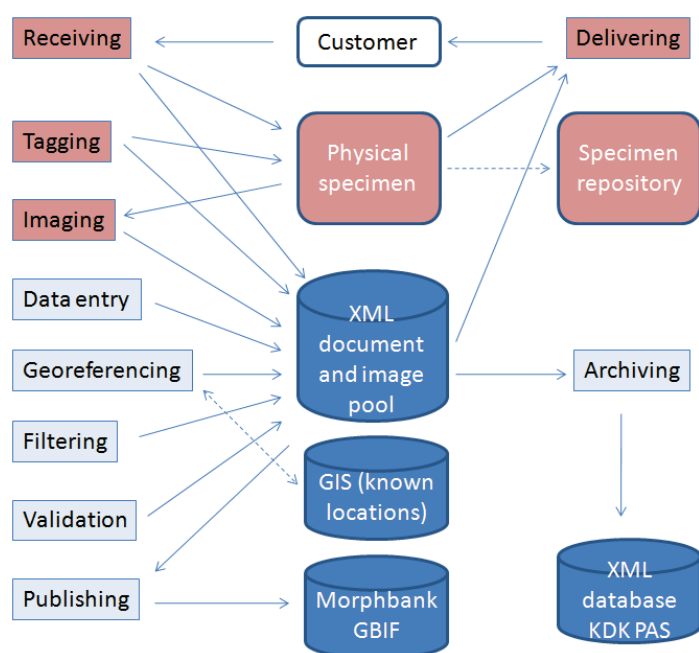 Receiving
Customer
Delivering
Tagging
Physical
specimen
Specimen
repository
Imaging
Data entry
XML
document
and image
pool
Georeferencing
Archiving
Filtering
GIS (known
locations)
Validation
Publishing
Morphbank
GBIF
XML
database
KDK PAS